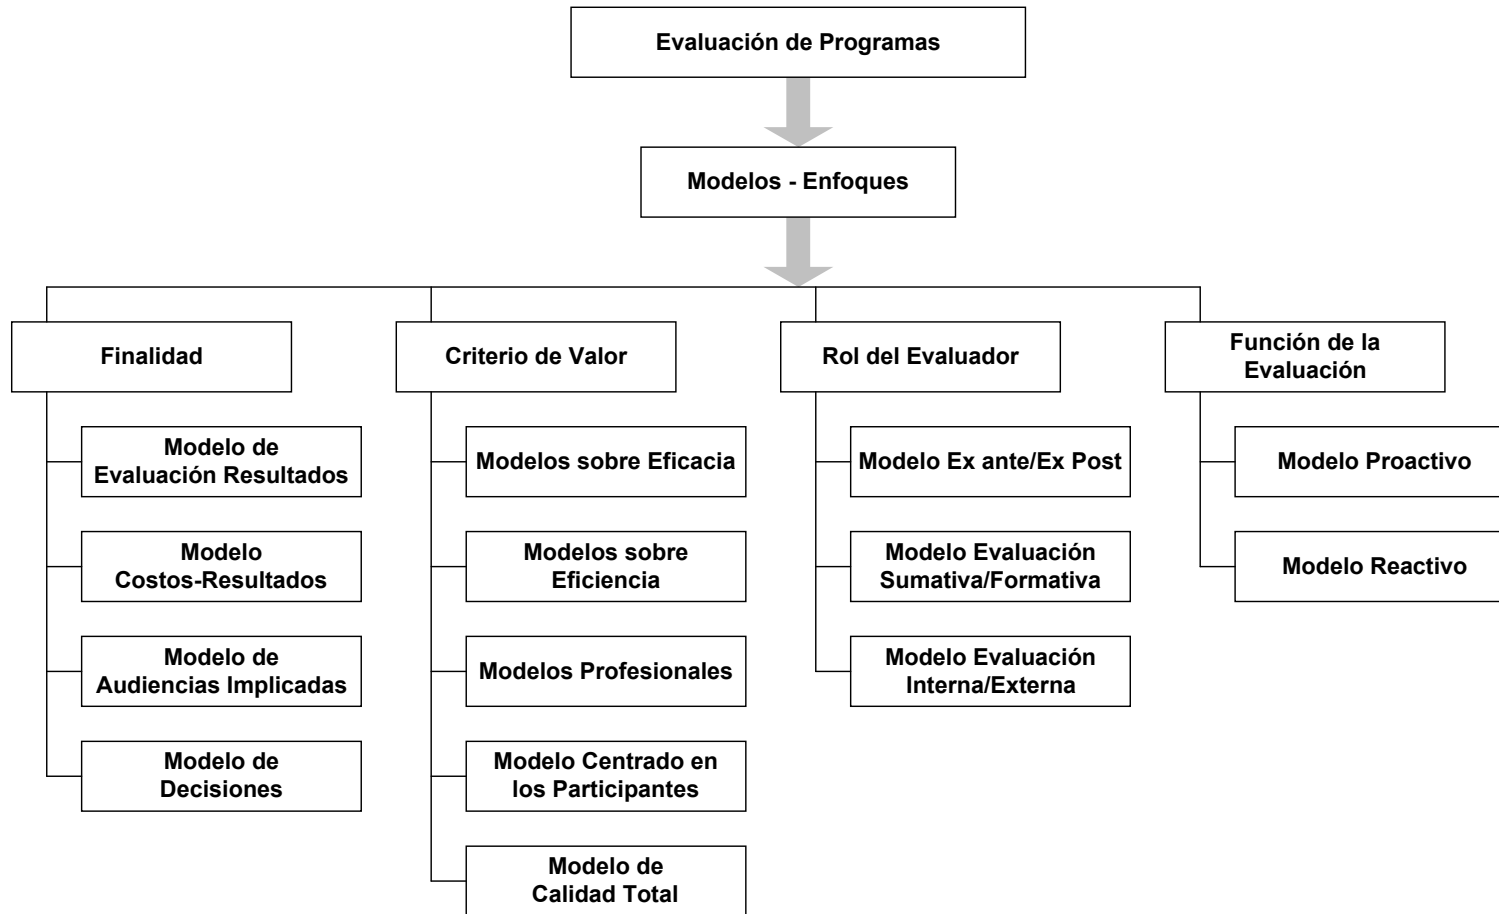 Evaluación de Programas
Modelos - Enfoques
Finalidad
Modelo de
Evaluación Resultados
Modelo
Costos-Resultados
Modelo de
Audiencias Implicadas
Modelo de
Decisiones
Criterio de Valor
Modelos sobre Eficacia
Modelos sobre
Eficiencia
Modelos Profesionales
Modelo Centrado en
los Participantes
Modelo de
Calidad Total
Rol del Evaluador
Modelo Ex ante/Ex Post
Modelo Evaluación
Sumativa/Formativa
Modelo Evaluación
Interna/Externa
Función de la
Evaluación
Modelo Proactivo
Modelo Reactivo